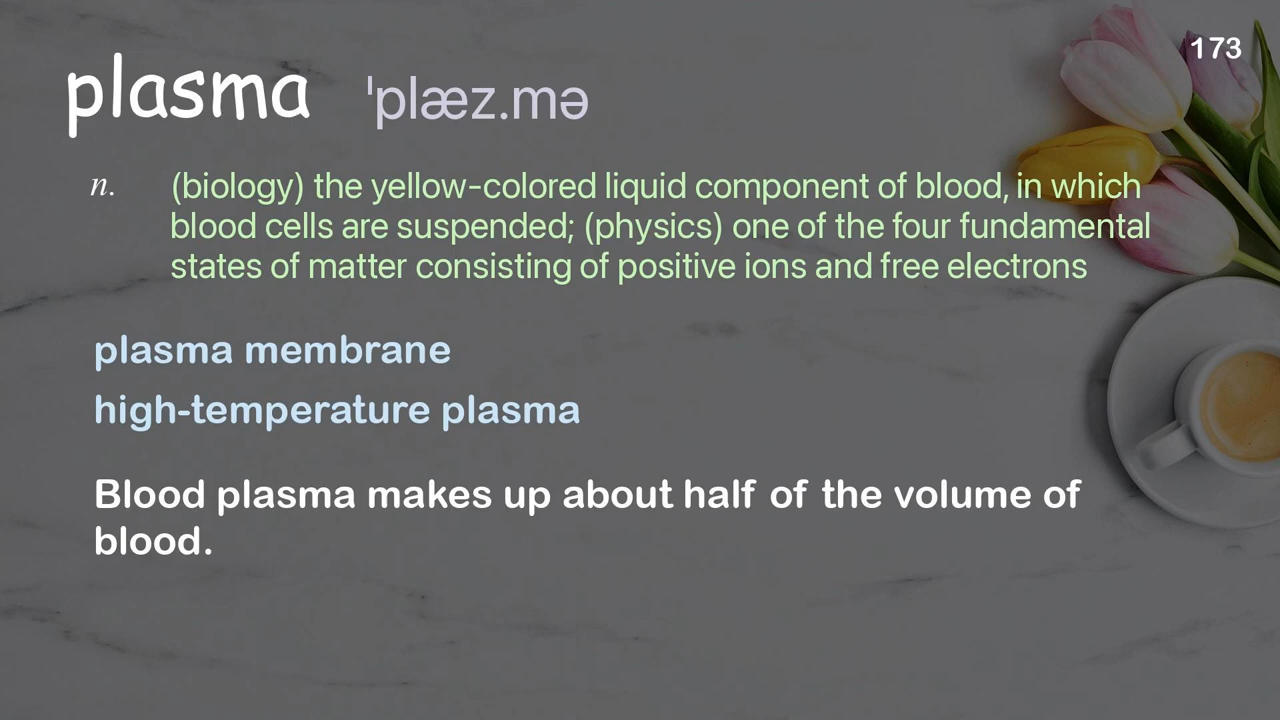 173
plasma ˈplæz.mə
n. (biology) the yellow-colored liquid component of blood, in which
blood cells are suspended; (physics) one of the four fundamental
states of matter consisting of positive ions and free electrons
plasma membrane
high-temperature plasma
Blood plasma makes up about half of the volume of
blood.